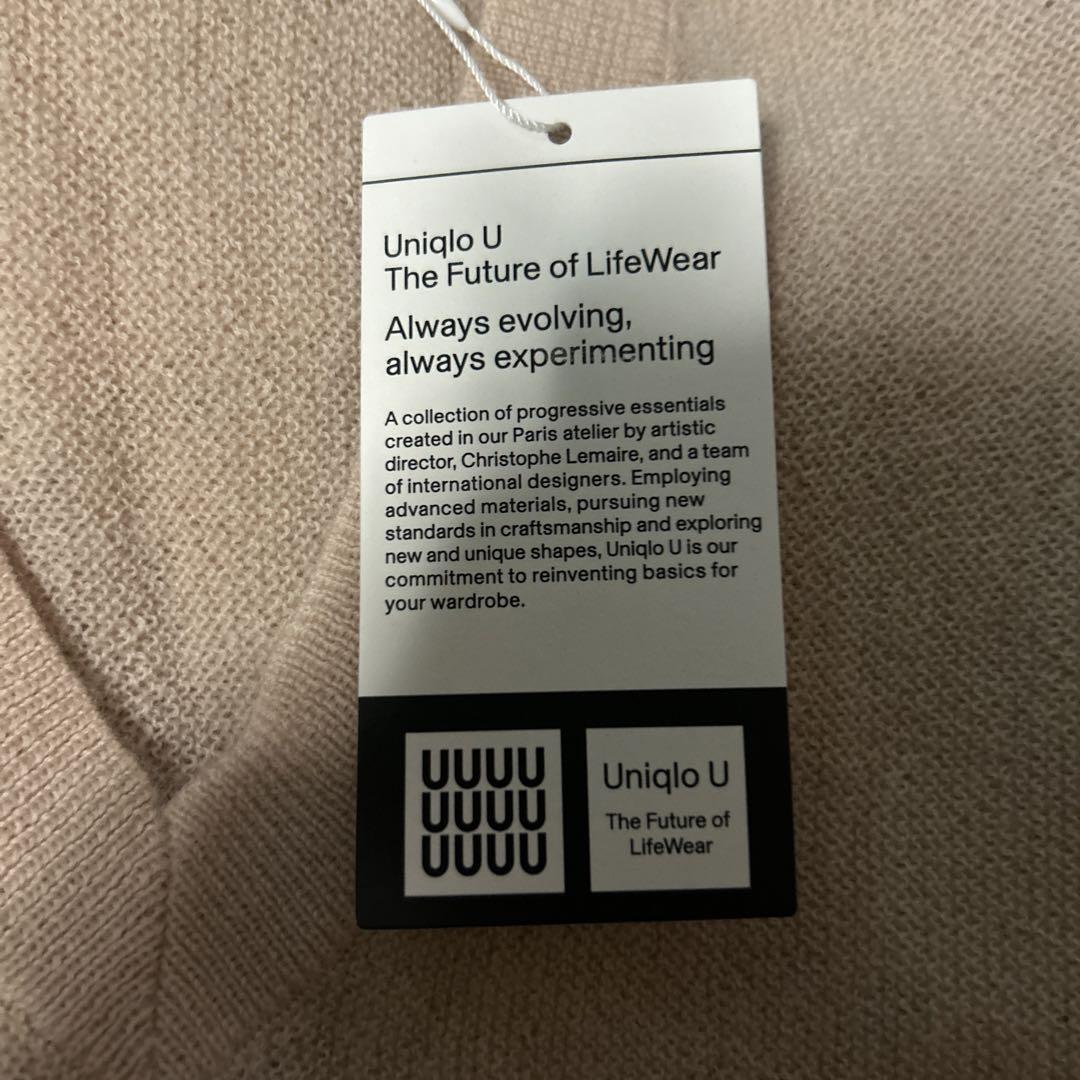 Uniqlo U
The Future of LifeWear
Always evolving,
always experimenting
A collection of progressive essentials
created in our Paris atelier by artistic
director, Christophe Lemaire, and a team
of international designers. Employing
advanced materials, pursuing new
standards in craftsmanship and exploring
new and unique shapes, Uniqlo U is our
commitment to reinventing basics for
your wardrobe.
UUUU
UUUU
UUUU
Uniqlo U
The Future of
LifeWear